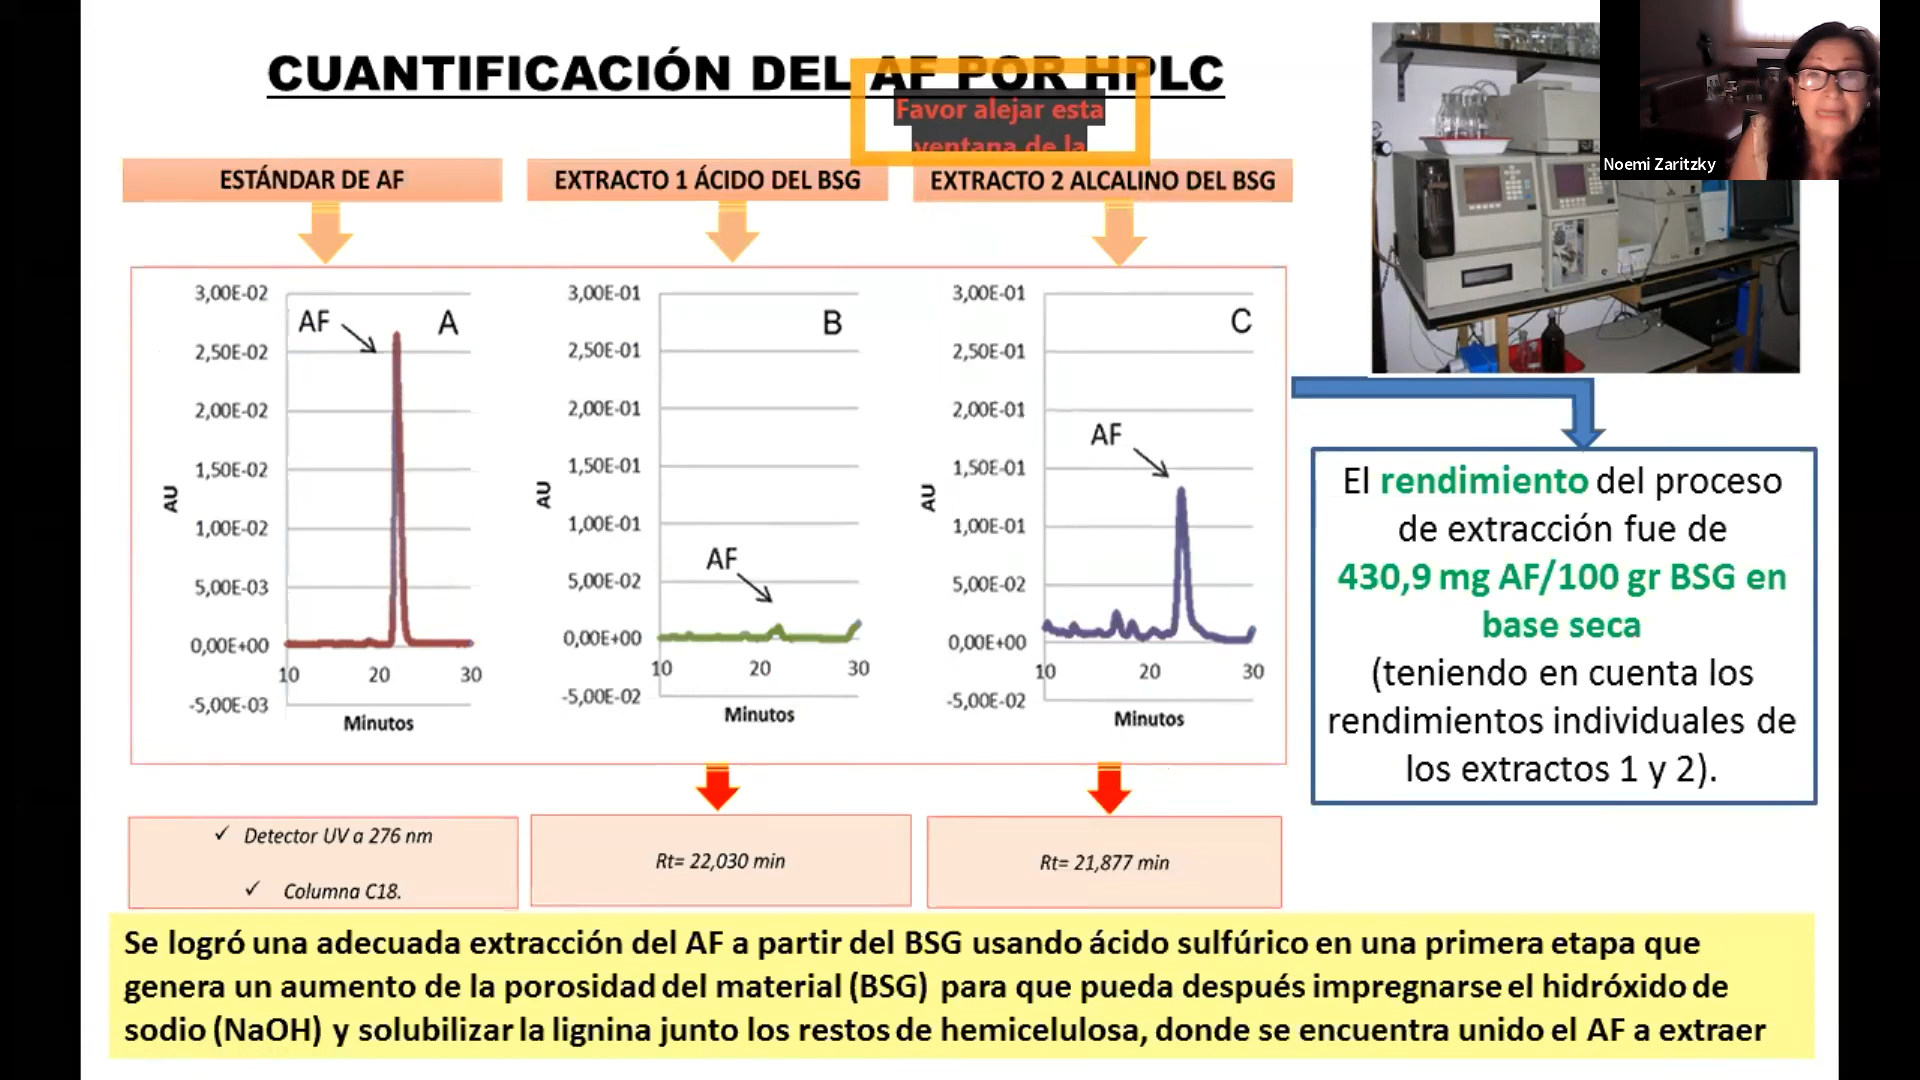 CUANTIFICACIÓN DEL AF POR HPLC
Favor alejar esta
ventana de la
Noemi Zaritzky
ESTÁNDAR DE AF
EXTRACTO 1 ÁCIDO DEL BSG
EXTRACTO 2 ALCALINO DEL BSG
3,00E-02
2,50E-02
2,00E-02
1,50E-02
1,00E-02
5,00E-03
0,00E+00
-5,00E-03
AU
AF
A
10 20 30
Minutos
3,00E-01
2,50E-01
2,00E-01
1,50E-01
1,00E-01
5,00E-02
0,00E+00
-5,00E-02
AU
B
AF
10 20 30
Minutos
3,00E-01
2,50E-01
2,00E-01
1,50E-01
1,00E-01
5,00E-02
0,00E+00
-5,00E-02
AU
C
AF
10 20 30
Minutos
El rendimiento del proceso
de extracción fue de
430,9 mg AF/100 gr BSG en
base seca
(teniendo en cuenta los
rendimientos individuales de
los extractos 1 y 2).
✓ Detector UV a 276 nm
✓ Columna C18.
Rt= 22,030 min
Rt= 21,877 min
Se logró una adecuada extracción del AF a partir del BSG usando ácido sulfúrico en una primera etapa que
genera un aumento de la porosidad del material (BSG) para que pueda después impregnarse el hidróxido de
sodio (NaOH) y solubilizar la lignina junto los restos de hemicelulosa, donde se encuentra unido el AF a extraer